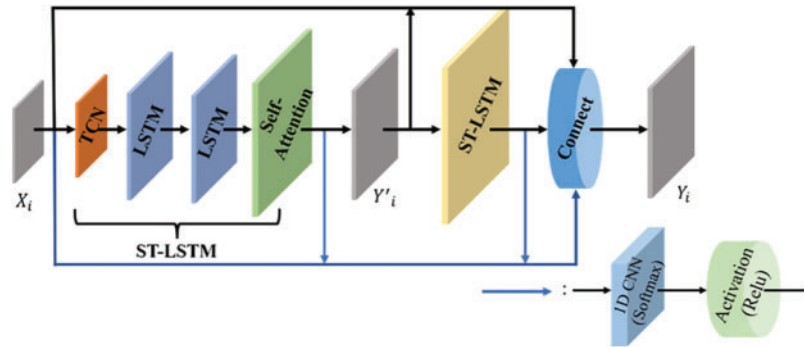 X_i
TCN
LSTM
LSTM
Self-
Attention
Y'_i
ST-LSTM
Connect
Y_i
ST-LSTM
:
1D CNN
(Softmax)
Activation
(Relu)